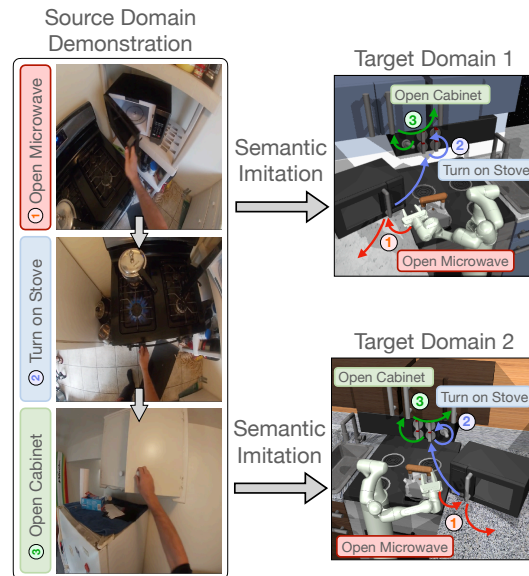 Source Domain
Demonstration
1 Open Microwave
2 Turn on Stove
3 Open Cabinet
Semantic
Imitation
Semantic
Imitation
Target Domain 1
Open Cabinet
3
2
Turn on Stove
1
Open Microwave
Target Domain 2
Open Cabinet
Turn on Stove
3
2
1
Open Microwave